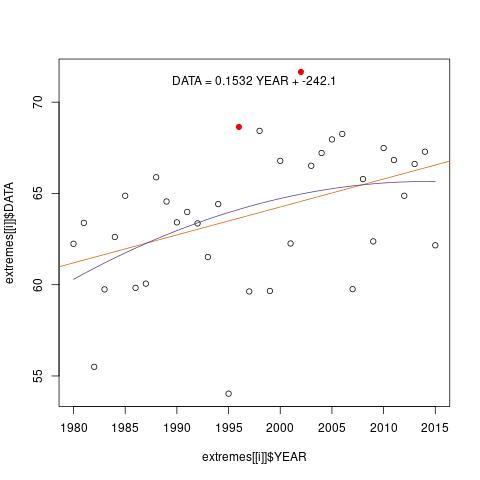 DATA = 0.1532 YEAR + -242.1
extremes[[i]]$DATA
70
65
60
55
1980 1985 1990 1995 2000 2005 2010 2015
extremes[[i]]$YEAR